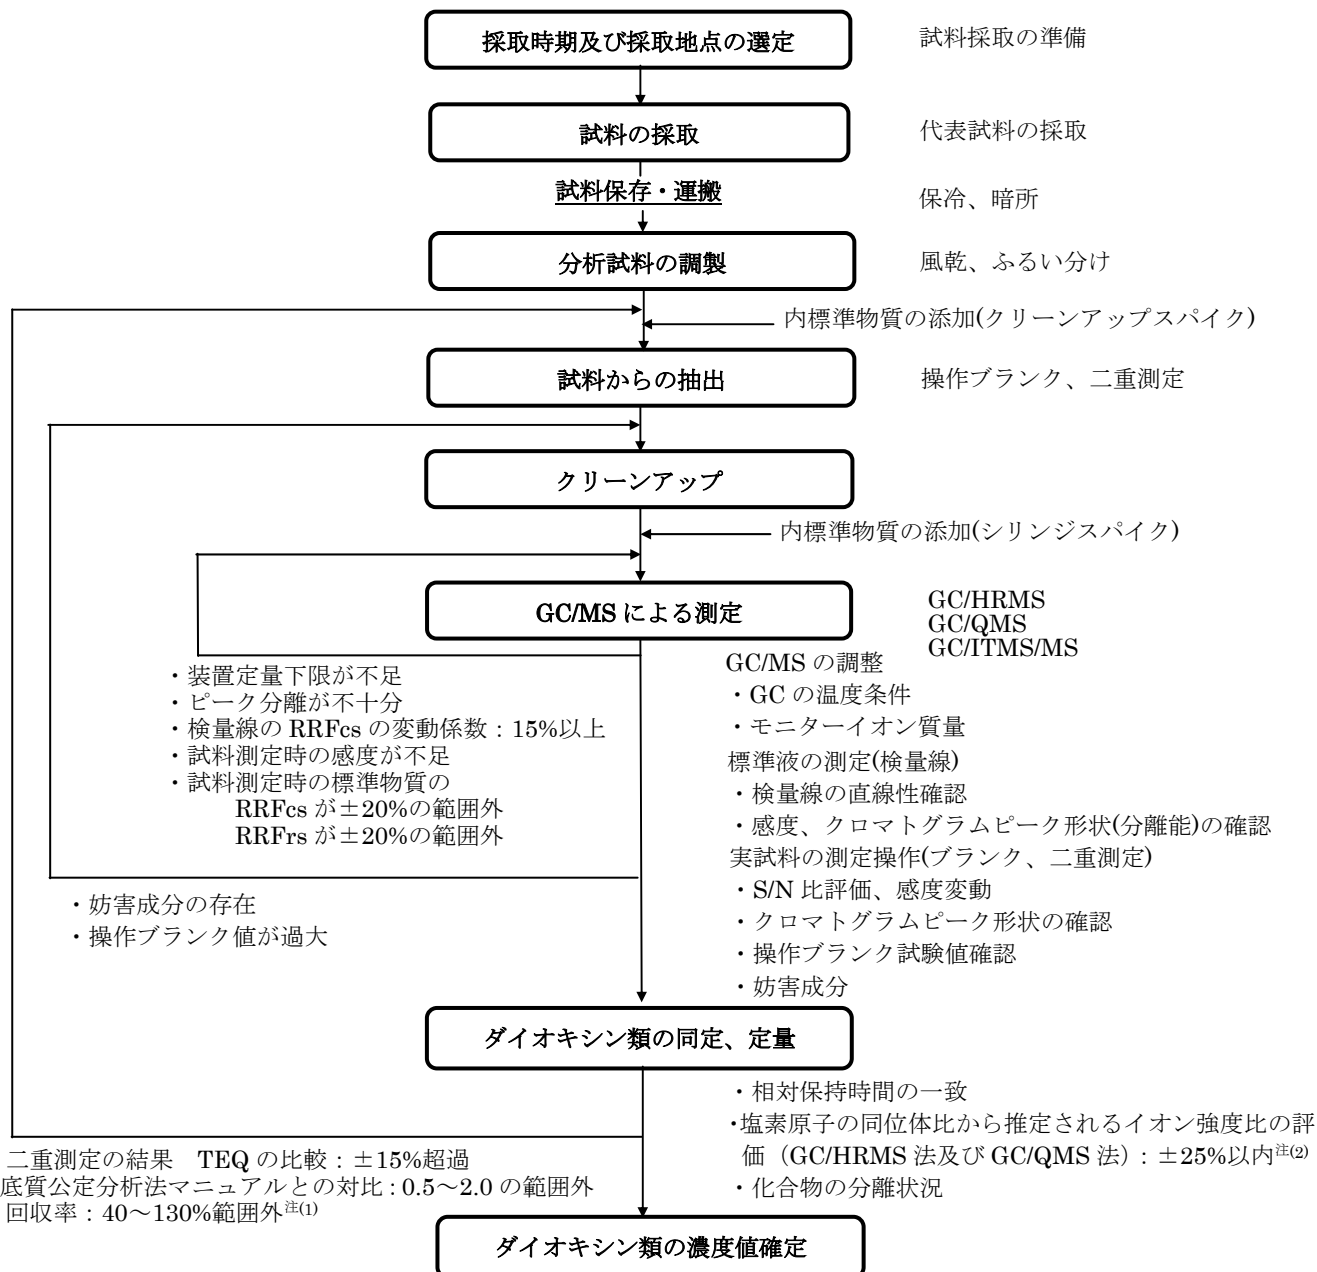 採取時期及び採取地点の選定
試料採取の準備
試料の採取
代表試料の採取
試料保存・運搬
保冷、暗所
分析試料の調製
風乾、ふるい分け
内標準物質の添加(クリーンアップスパイク)
試料からの抽出
操作ブランク、二重測定
クリーンアップ
内標準物質の添加(シリンジスパイク)
GC/MS による測定
GC/HRMS
GC/QMS
GC/ITMS/MS
・装置定量下限が不足
・ピーク分離が不十分
・検量線の RRFcs の変動係数：15%以上
・試料測定時の感度が不足
・試料測定時の標準物質の
RRFcs が±20%の範囲外
RRFrs が±20%の範囲外
GC/MS の調整
・GC の温度条件
・モニターイオン質量
標準液の測定(検量線)
・検量線の直線性確認
・感度、クロマトグラムピーク形状(分離能)の確認
実試料の測定操作(ブランク、二重測定)
・S/N 比評価、感度変動
・クロマトグラムピーク形状の確認
・操作ブランク試験値確認
・妨害成分
・妨害成分の存在
・操作ブランク値が過大
ダイオキシン類の同定、定量
・相対保持時間の一致
・塩素原子の同位体比から推定されるイオン強度比の評
価（GC/HRMS 法及び GC/QMS 法）：±25%以内注(2)
・化合物の分離状況
二重測定の結果　TEQ の比較：±15%超過
底質公定分析法マニュアルとの対比：0.5～2.0 の範囲外
回収率：40～130%範囲外注(1)
ダイオキシン類の濃度値確定